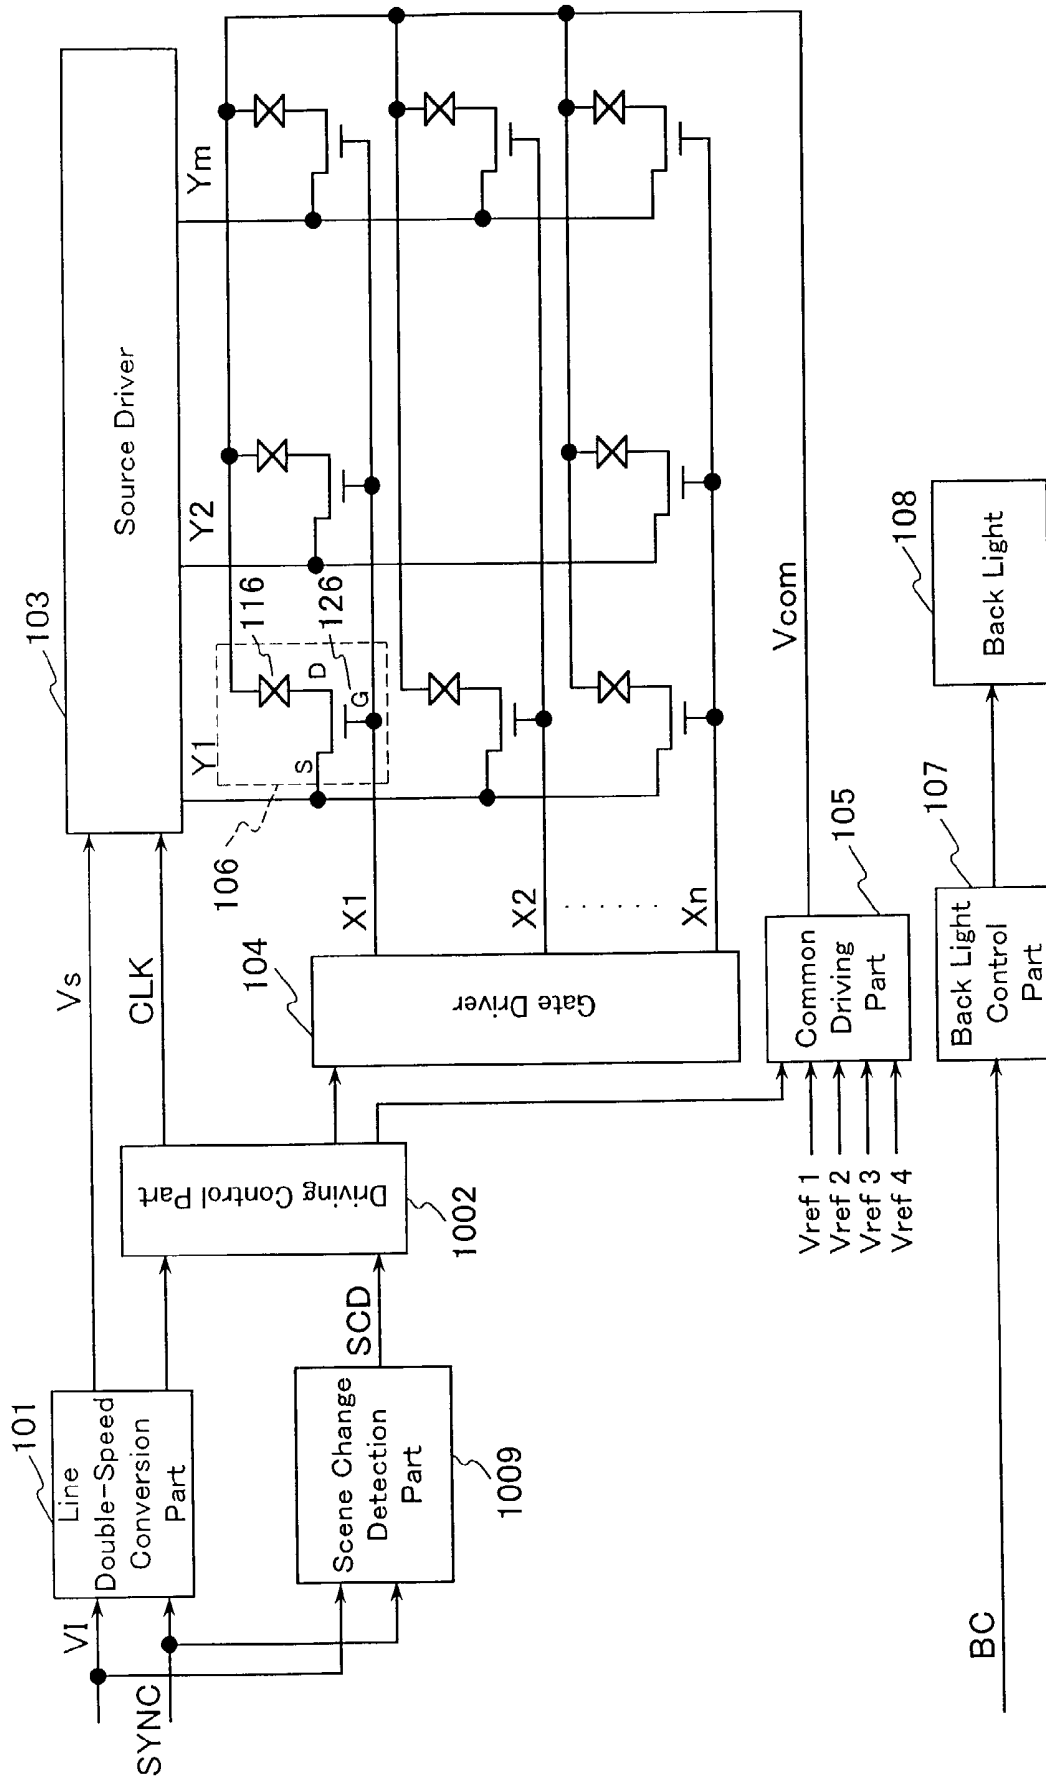 VI
SYNC
101
Line
Double-Speed
Conversion
Part
Scene Change
Detection
Part
1009
SCD
Driving Control Part
1002
Vs
CLK
103
Source Driver
104
Gate Driver
106
Y1
Y2
Ym
116
126
S
D
G
X1
X2
. . . . . .
Xn
Vref 1
Vref 2
Vref 3
Vref 4
Common
Driving
Part
105
Vcom
BC
Back Light
Control
Part
107
Back Light
108